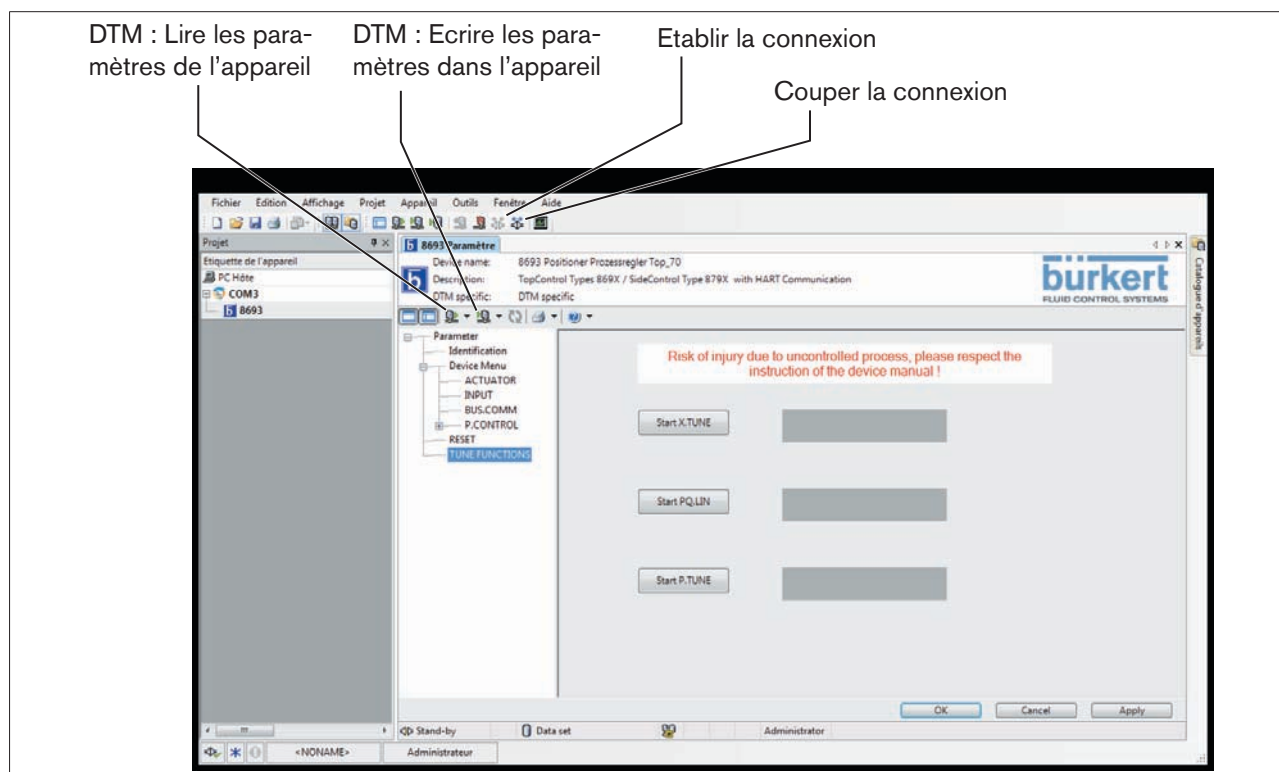 DTM : Lire les para-
mètres de l'appareil
DTM : Ecrire les para-
mètres dans l'appareil
Etablir la connexion
Couper la connexion
Fichier Edition Affichage Projet Appareil Outils Fenêtre Aide
Projet
Etiquette de l'appareil
PC Hôte
COM3
8693
8693 Paramètre
Device name: 8693 Positioner Prozessregler Top_70
Description: TopControl Types 869X / SideControl Type 879X with HART Communication
DTM specific: DTM specific
bürkert
FLUID CONTROL SYSTEMS
Catalogue d'appareils
Parameter
Identification
Device Menu
ACTUATOR
INPUT
BUS.COMM
P.CONTROL
RESET
TUNE FUNCTIONS
Risk of injury due to uncontrolled process, please respect the
instruction of the device manual !
Start X.TUNE
Start PQ.LIN
Start P.TUNE
OK Cancel Apply
Stand-by Data set Administrator
<NONAME> Administrateur